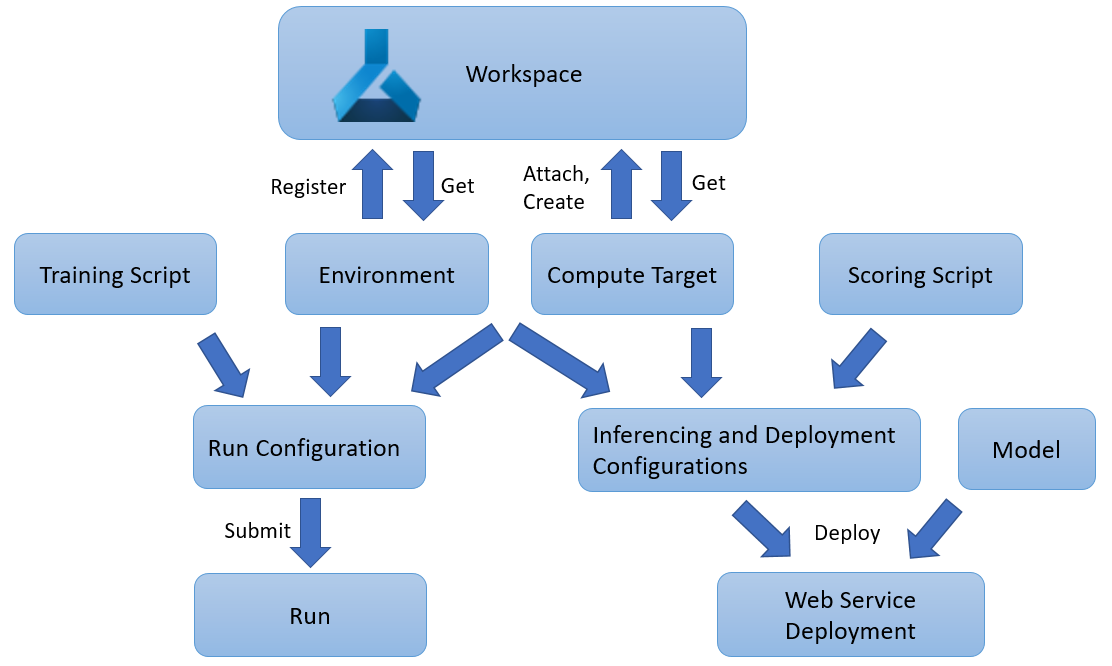 Workspace
Register
Get
Attach,
Create
Get
Training Script
Environment
Compute Target
Scoring Script
Run Configuration
Inferencing and Deployment
Configurations
Model
Submit
Deploy
Run
Web Service
Deployment